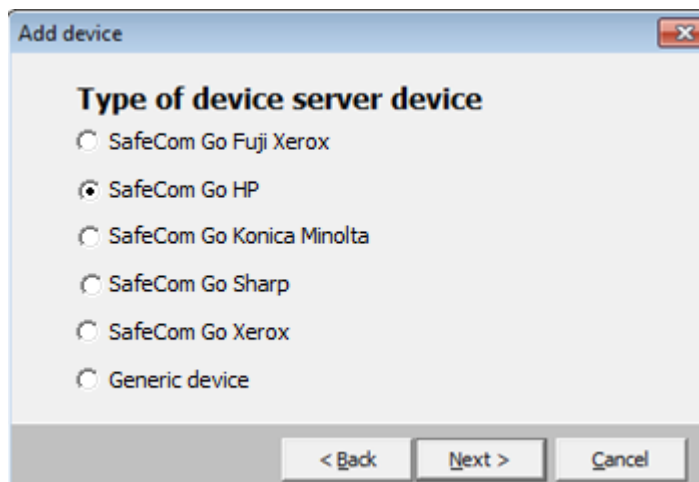 Add device
Type of device server device
SafeCom Go Fuji Xerox
SafeCom Go HP
SafeCom Go Konica Minolta
SafeCom Go Sharp
SafeCom Go Xerox
Generic device
< Back Next > Cancel